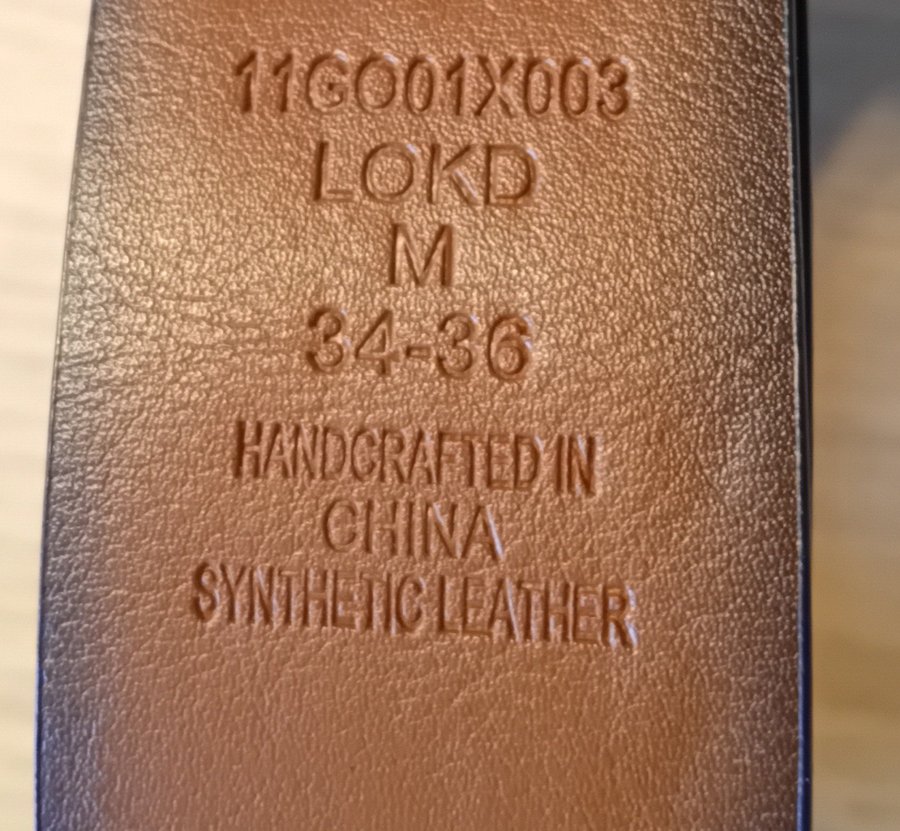 11GO01X003
LOKD
M
34-36
HANDCRAFTED IN
CHINA
SYNTHETIC LEATHER